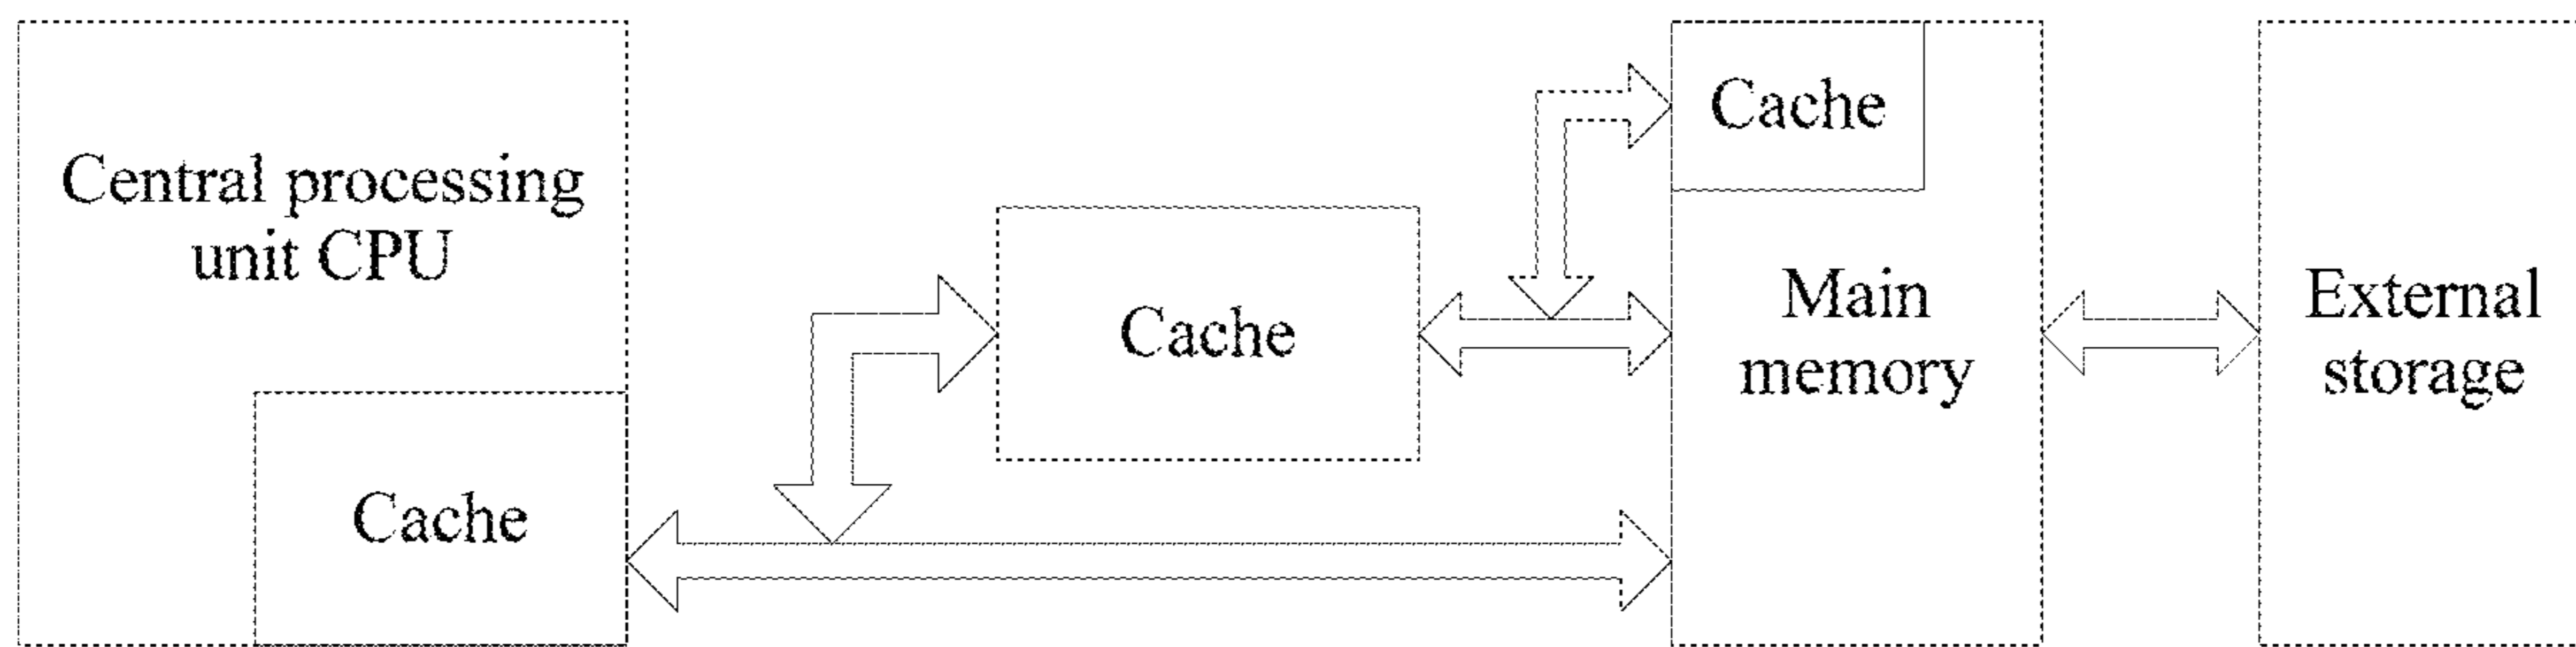 Central processing
unit CPU
Cache
Cache
Cache
Main
memory
External
storage